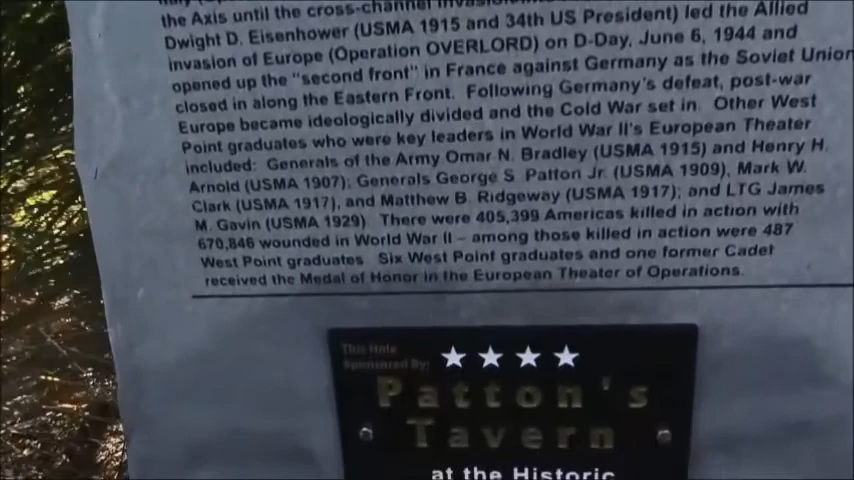 the Axis until the cross-channel
Dwight D. Eisenhower (USMA 1915 and 34th US President) led the Allied
invasion of Europe (Operation OVERLORD) on D-Day, June 6, 1944 and
opened up the "second front" in France against Germany as the Soviet Union
closed in along the Eastern Front. Following Germany's defeat, post-war
Europe became ideologically divided and the Cold War set in. Other West
Point graduates who were key leaders in World War II's European Theater
included: Generals of the Army Omar N. Bradley (USMA 1915) and Henry H.
Arnold (USMA 1907); Generals George S. Patton Jr. (USMA 1909), Mark W.
Clark (USMA 1917), and Matthew B. Ridgeway (USMA 1917); and LTG James
M. Gavin (USMA 1929) There were 405,399 Americas killed in action with
670,846 wounded in World War II – among those killed in action were 487
West Point graduates. Six West Point graduates and one former Cadet
received the Medal of Honor in the European Theater of Operations.
This Hole
Sponsored By:
Patton's
Tavern
at the Historic